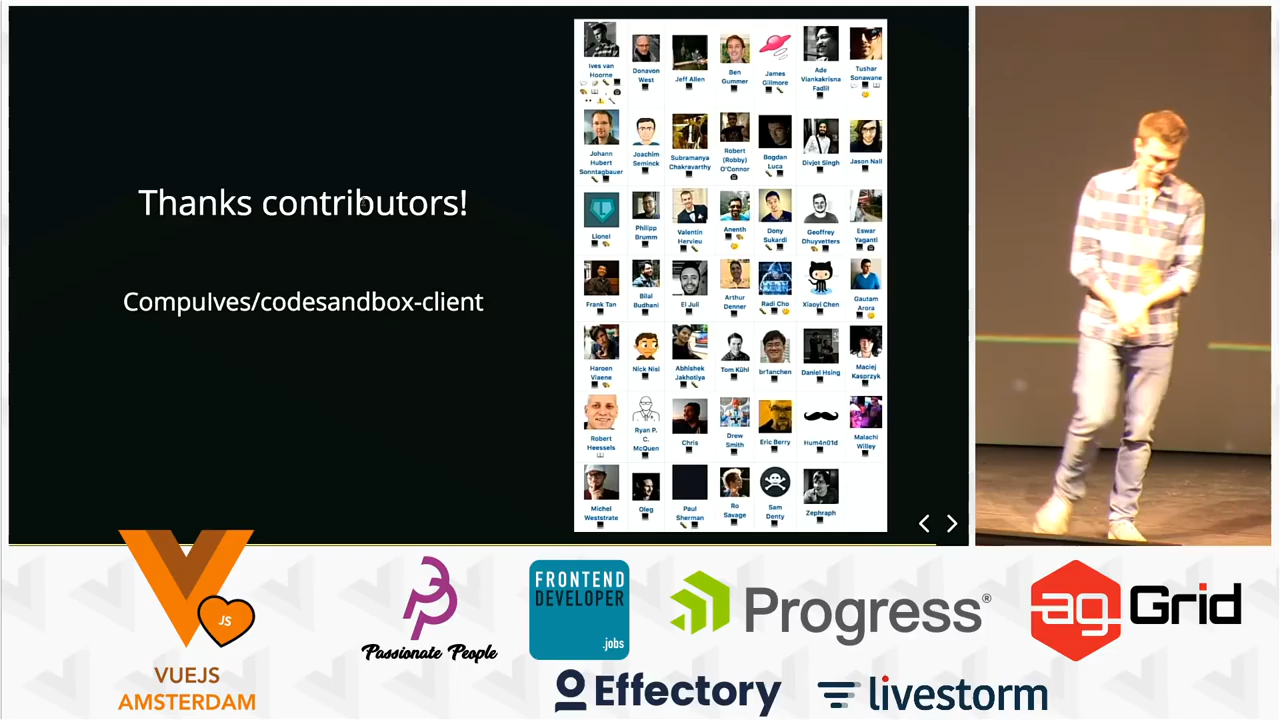 Thanks contributors!
Compulves/codesandbox-client
Ives van
Hoorne
Donavon
West
Jeff Allen
Ben
Gummer
James
Gillmore
Ade
Viankakrisna
Fadlil
Tushar
Sonawane
Johann
Hubert
Sonntagbauer
Joachim
Seminck
Subramanya
Chakravarthy
Robert
(Robby)
O'Connor
Bogdan
Luca
Divjot Singh
Jason Nall
Lionel
Philipp
Brumm
Valentin
Hervieu
Anenth
Dony
Sukardi
Geoffrey
Dhuyvetters
Eswar
Yaganti
Frank Tan
Bilal
Budhani
El Juli
Arthur
Denner
Radi Cho
Xiaoyi Chen
Gautam
Arora
Haroen
Viaene
Nick Nisi
Abhishek
Jakhotiya
Tom Kühl
br1anchen
Daniel Hsing
Maciej
Kasprzyk
Robert
Heessels
Ryan P.
C.
McQuen
Chris
Drew
Smith
Eric Berry
Hum4n01d
Malachi
Willey
Michel
Weststrate
Oleg
Paul
Sherman
Ro
Savage
Sam
Denty
Zephraph
JS
VUEJS
AMSTERDAM
Passionate People
FRONTEND
DEVELOPER
.jobs
Progress®
ag Grid
Effectory
livestorm